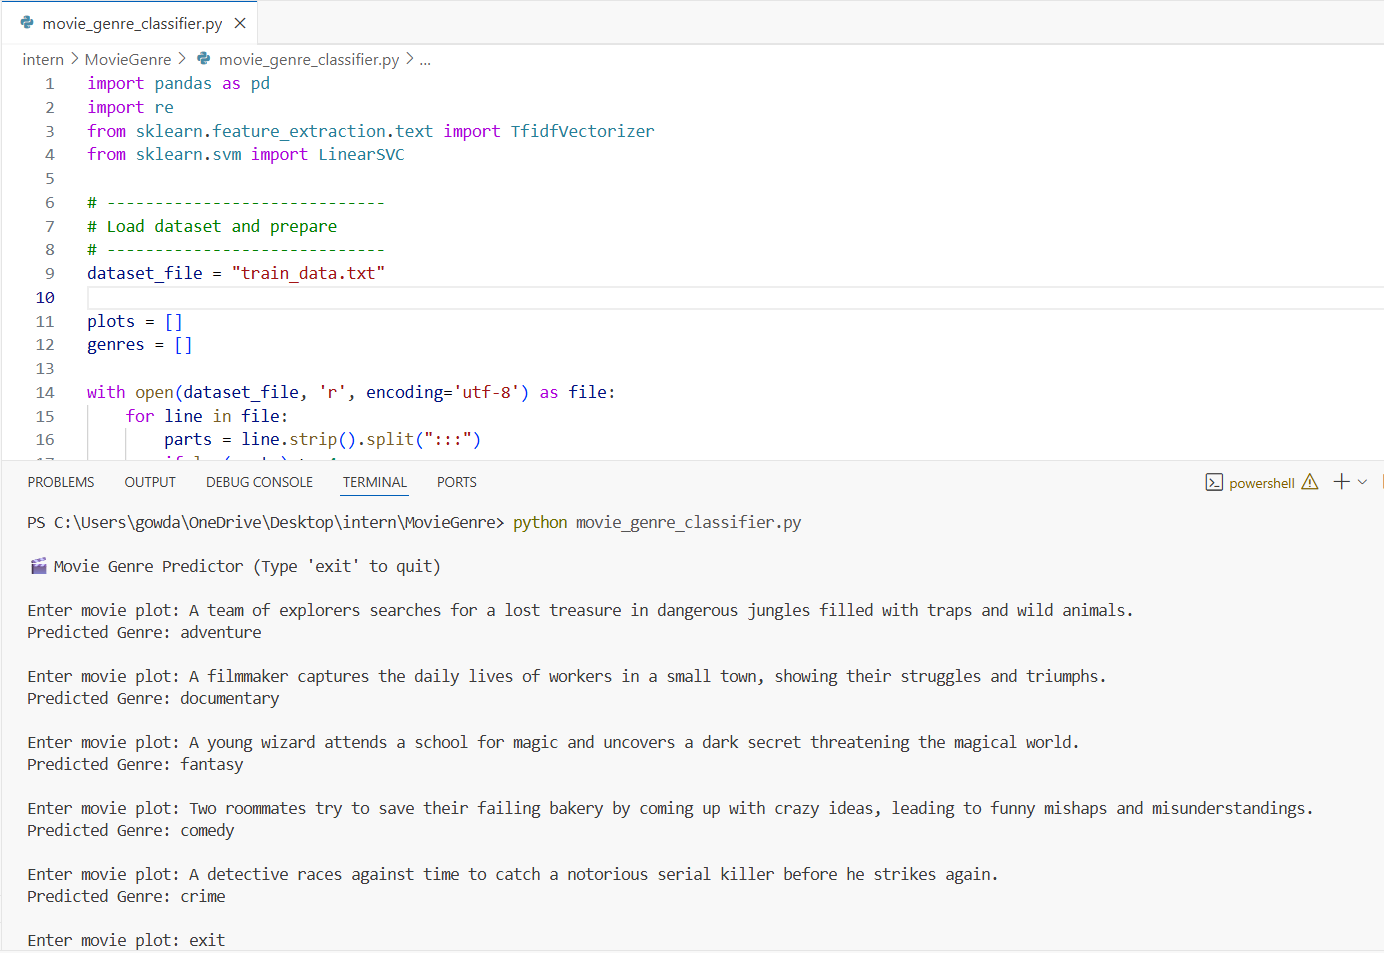 movie_genre_classifier.py
intern > MovieGenre > movie_genre_classifier.py > ...
1 import pandas as pd
2 import re
3 from sklearn.feature_extraction.text import TfidfVectorizer
4 from sklearn.svm import LinearSVC
5
6 # -----------------------------
7 # Load dataset and prepare
8 # -----------------------------
9 dataset_file = "train_data.txt"
10
11 plots = []
12 genres = []
13
14 with open(dataset_file, 'r', encoding='utf-8') as file:
15 for line in file:
16 parts = line.strip().split(":::")
PROBLEMS OUTPUT DEBUG CONSOLE TERMINAL PORTS powershell
PS C:\Users\gowda\OneDrive\Desktop\intern\MovieGenre> python movie_genre_classifier.py
🎬 Movie Genre Predictor (Type 'exit' to quit)
Enter movie plot: A team of explorers searches for a lost treasure in dangerous jungles filled with traps and wild animals.
Predicted Genre: adventure
Enter movie plot: A filmmaker captures the daily lives of workers in a small town, showing their struggles and triumphs.
Predicted Genre: documentary
Enter movie plot: A young wizard attends a school for magic and uncovers a dark secret threatening the magical world.
Predicted Genre: fantasy
Enter movie plot: Two roommates try to save their failing bakery by coming up with crazy ideas, leading to funny mishaps and misunderstandings.
Predicted Genre: comedy
Enter movie plot: A detective races against time to catch a notorious serial killer before he strikes again.
Predicted Genre: crime
Enter movie plot: exit